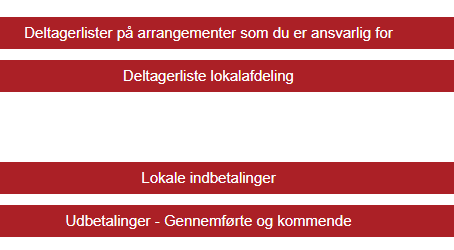 Deltagerlister på arrangementer som du er ansvarlig for
Deltagerliste lokalafdeling
Lokale indbetalinger
Udbetalinger - Gennemførte og kommende